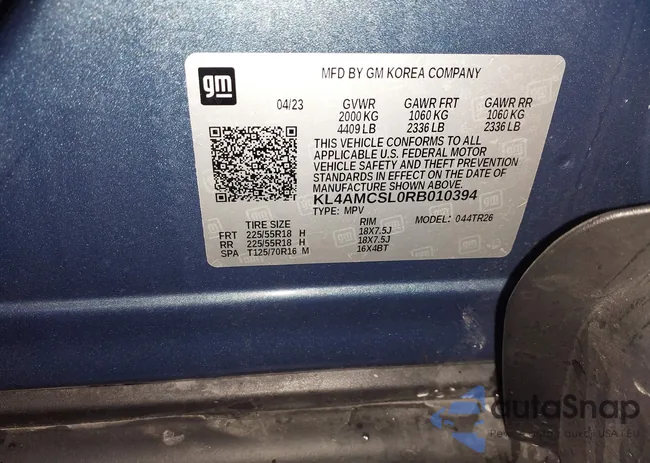 gm
MFD BY GM KOREA COMPANY
04/23 GVWR GAWR FRT GAWR RR
2000 KG 1060 KG 1060 KG
4409 LB 2336 LB 2336 LB
THIS VEHICLE CONFORMS TO ALL
APPLICABLE U.S. FEDERAL MOTOR
VEHICLE SAFETY AND THEFT PREVENTION
STANDARDS IN EFFECT ON THE DATE OF
MANUFACTURE SHOWN ABOVE.
KL4AMCSL0RB010394
TYPE: MPV MODEL: 044TR26
TIRE SIZE RIM
FRT 225/55R18 H 18X7.5J
RR 225/55R18 H 18X7.5J
SPA T125/70R16 M 16X4BT
autaSnap
USA i EU